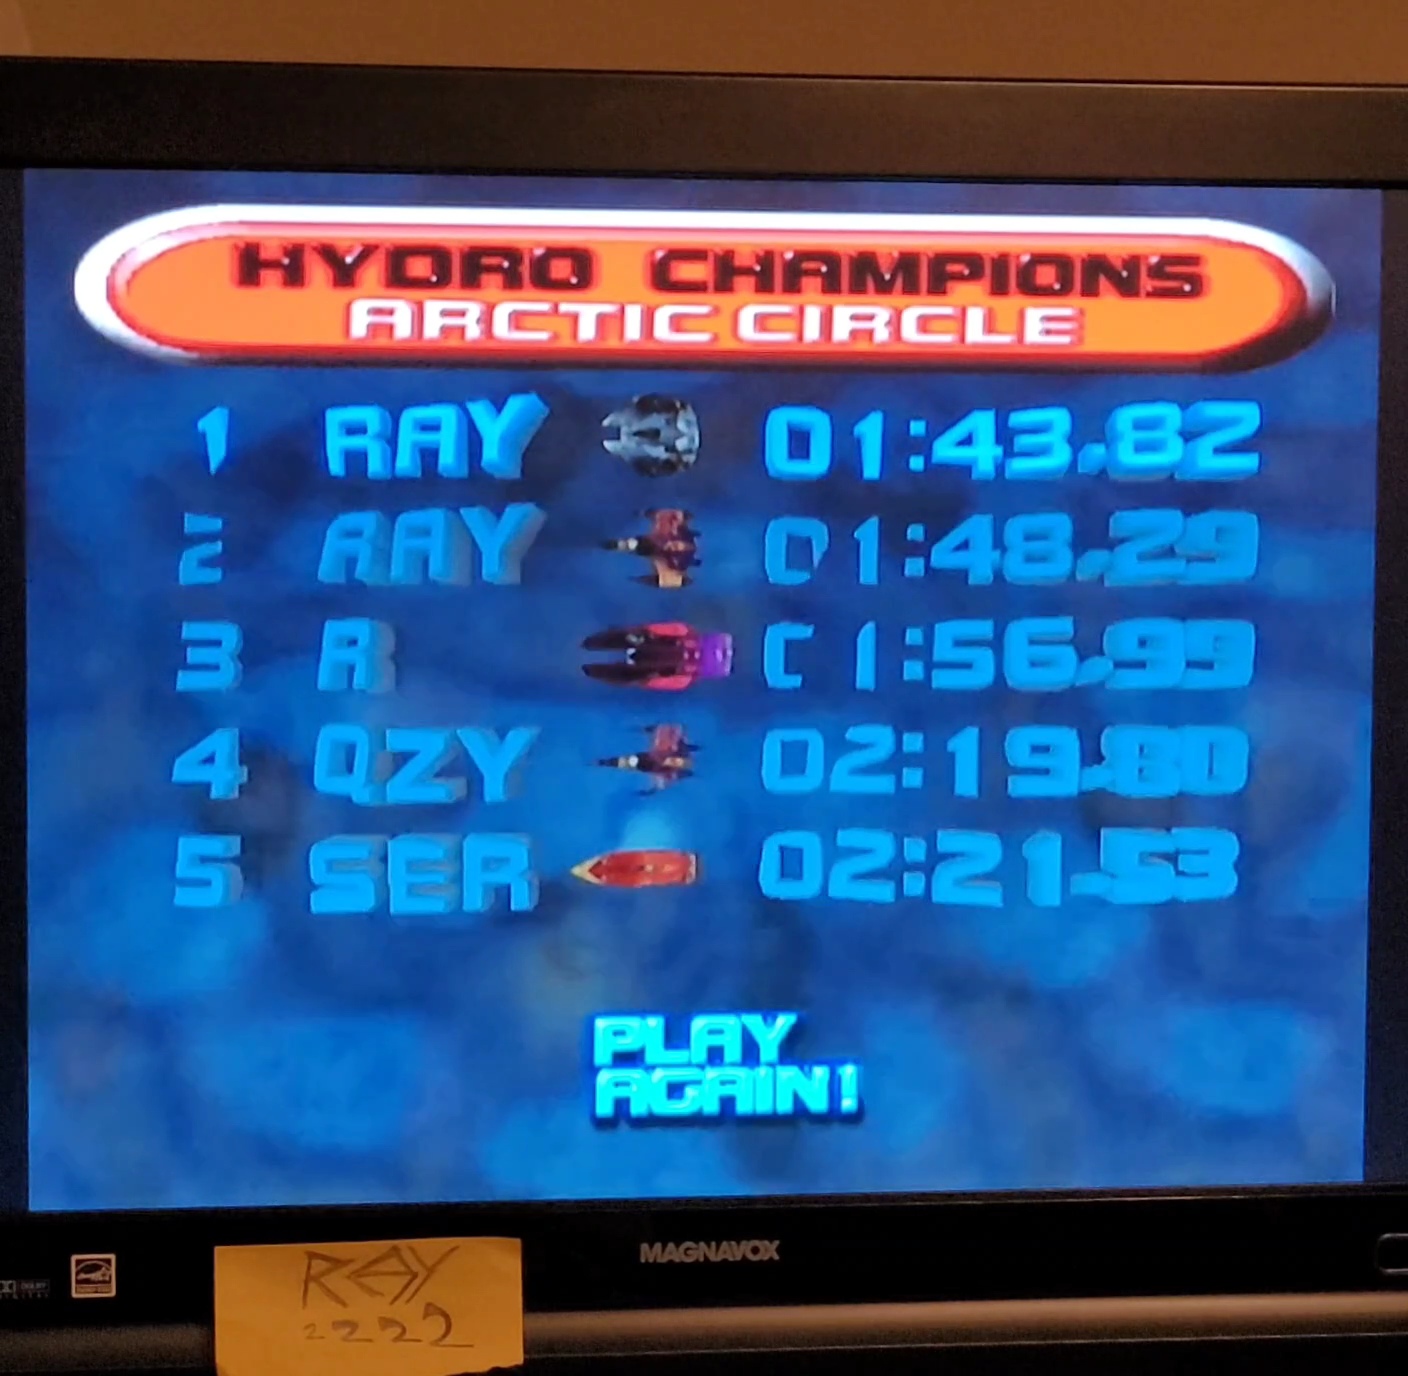 HYDRO CHAMPIONS
ARCTIC CIRCLE
1 RAY 01:43.82
2 RAY 01:48.29
3 R 01:56.99
4 QZY 02:19.80
5 SER 02:21.53
PLAY
AGAIN!
MAGNAVOX
RAY
2222